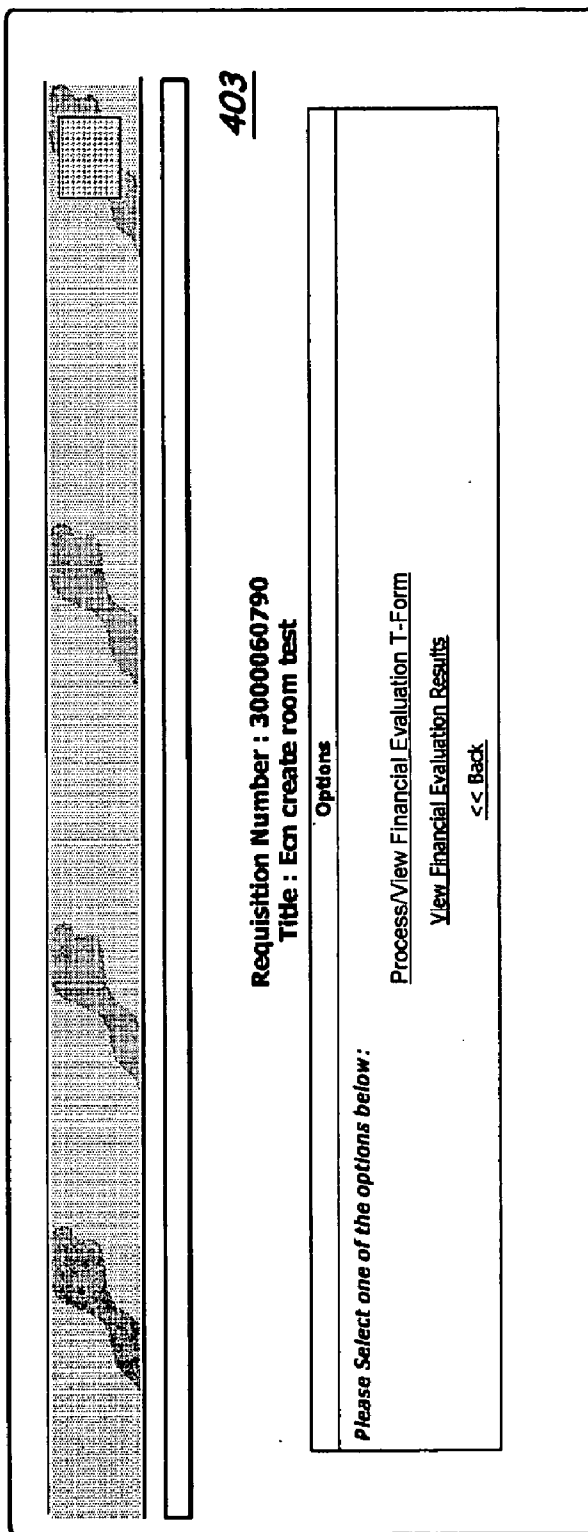 403
Requisition Number : 3000060790
Title : Ecn create room test
Options
Please Select one of the options below:
Process/View Financial Evaluation T-Form
View Financial Evaluation Results
<< Back